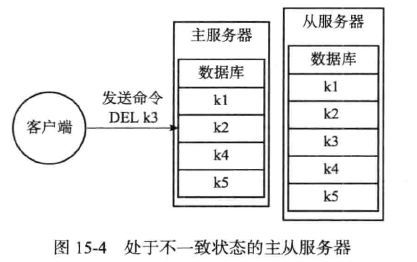 主服务器
数据库
k1
k2
k4
k5
从服务器
数据库
k1
k2
k3
k4
k5
发送命令
DEL k3
客户端
图 15-4 处于不一致状态的主从服务器